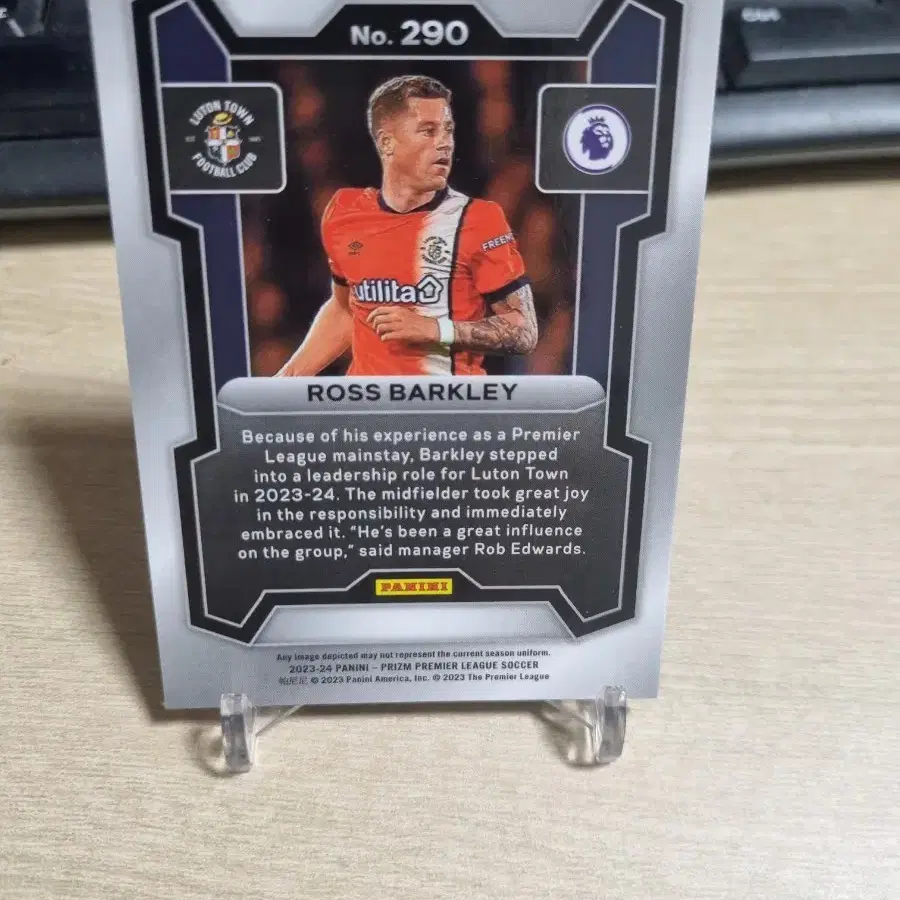 No. 290
LUTON TOWN
FOOTBALL CLUB
FREEM
utilita
ROSS BARKLEY
Because of his experience as a Premier
League mainstay, Barkley stepped
into a leadership role for Luton Town
in 2023-24. The midfielder took great joy
in the responsibility and immediately
embraced it. "He's been a great influence
on the group," said manager Rob Edwards.
PANINI
Any image depicted may not represent the current season uniform.
2023-24 PANINI – PRIZM PREMIER LEAGUE SOCCER
帕尼尼 © 2023 Panini America, Inc. © 2023 The Premier League